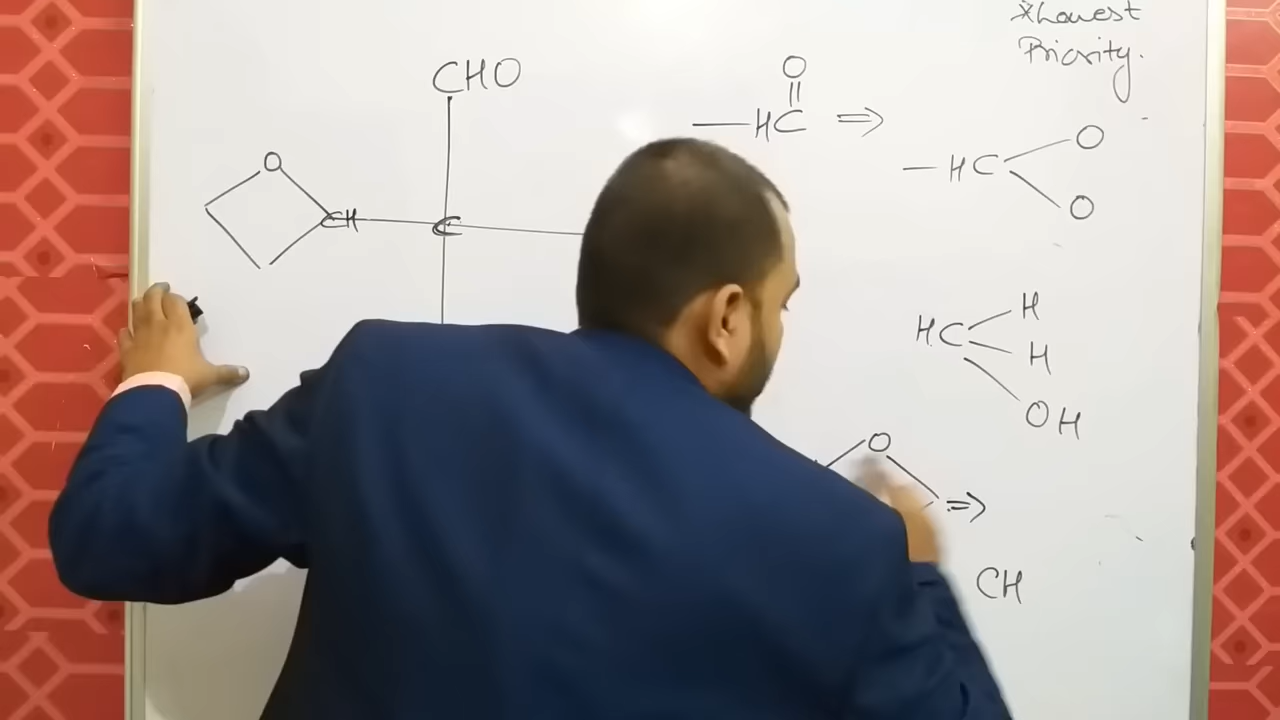 *Lowest
Priority.
CHO
O
—HC ⇒
O
—HC
O
O
CH
C
HC
H
H
OH
O
⇒
CH